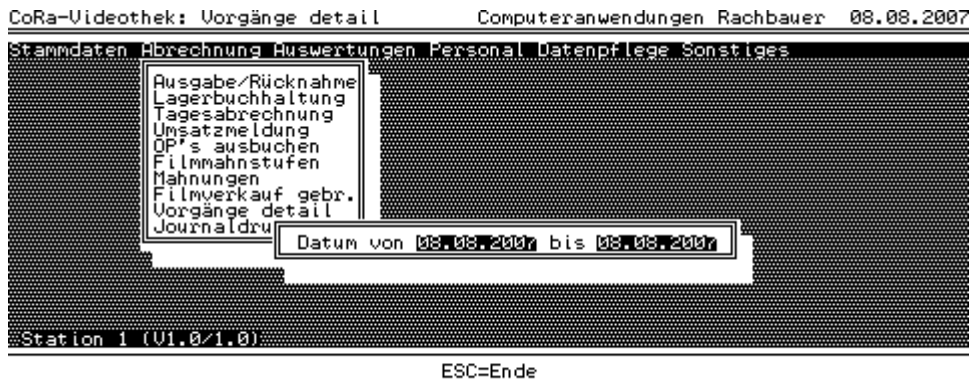 CoRa-Videothek: Vorgänge detail Computeranwendungen Rachbauer 08.08.2007
Stammdaten Abrechnung Auswertungen Personal Datenpflege Sonstiges
Ausgabe/Rücknahme
Lagerbuchhaltung
Tagesabrechnung
Umsatzmeldung
OP's ausbuchen
Filmmahnstufen
Mahnungen
Filmverkauf gebr.
Vorgänge detail
Journaldru
Datum von 08.08.2007 bis 08.08.2007
Station 1 (V1.0/1.0)
ESC=Ende